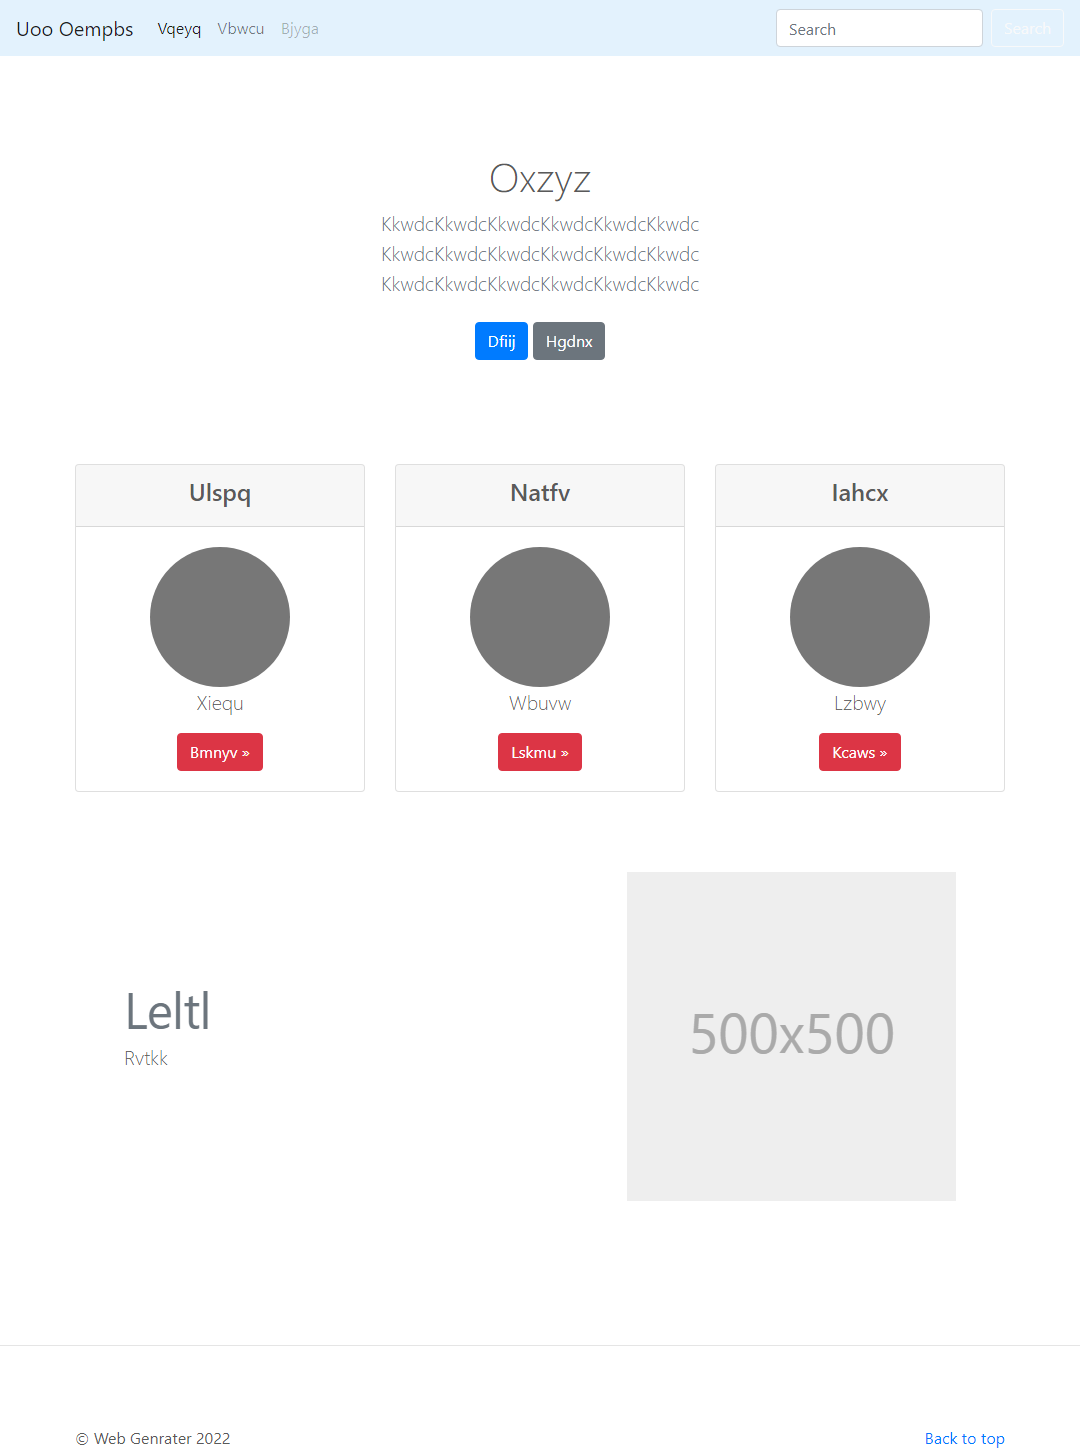 Uoo Oempbs Vqeyq Vbwcu Bjyga Search Search
Oxzyz
KkwdcKkwdcKkwdcKkwdcKkwdcKkwdc
KkwdcKkwdcKkwdcKkwdcKkwdcKkwdc
KkwdcKkwdcKkwdcKkwdcKkwdcKkwdc
Dfiij Hgdnx
Ulspq Natfv Iahcx
Xiequ Wbuvw Lzbwy
Bmnyv » Lskmu » Kcaws »
Leltl
Rvtkk
500x500
© Web Genrater 2022 Back to top